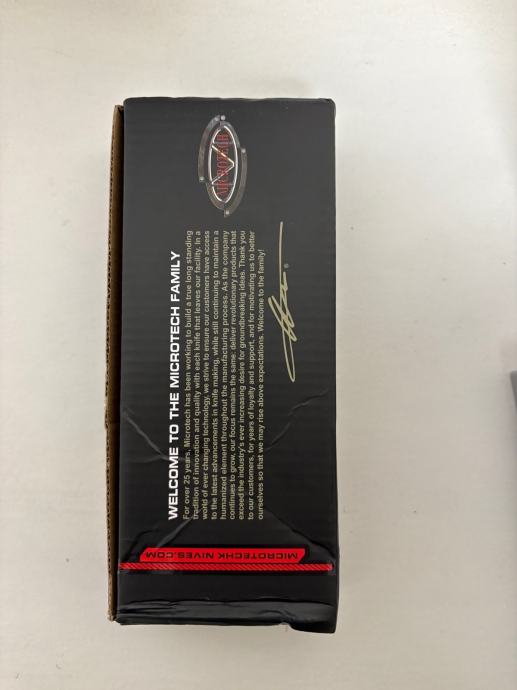 MICROTECH
WELCOME TO THE MICROTECH FAMILY
For over 25 years, Microtech has been working to build a true long standing
tradition of innovation and quality with each knife that leaves our facility. In a
world of ever changing technology, we strive to ensure our customers have access
to the latest advancements in knife making, while still continuing to maintain a
humanized element throughout the manufacturing process. As the company
continues to grow, our focus remains the same: deliver revolutionary products that
exceed the industry's ever increasing desire for groundbreaking ideas. Thank you
to our customers, for years of loyalty and support, and for motivating us to better
ourselves so that we may rise above expectations. Welcome to the family!
®
MICROTECHKNIVES.COM